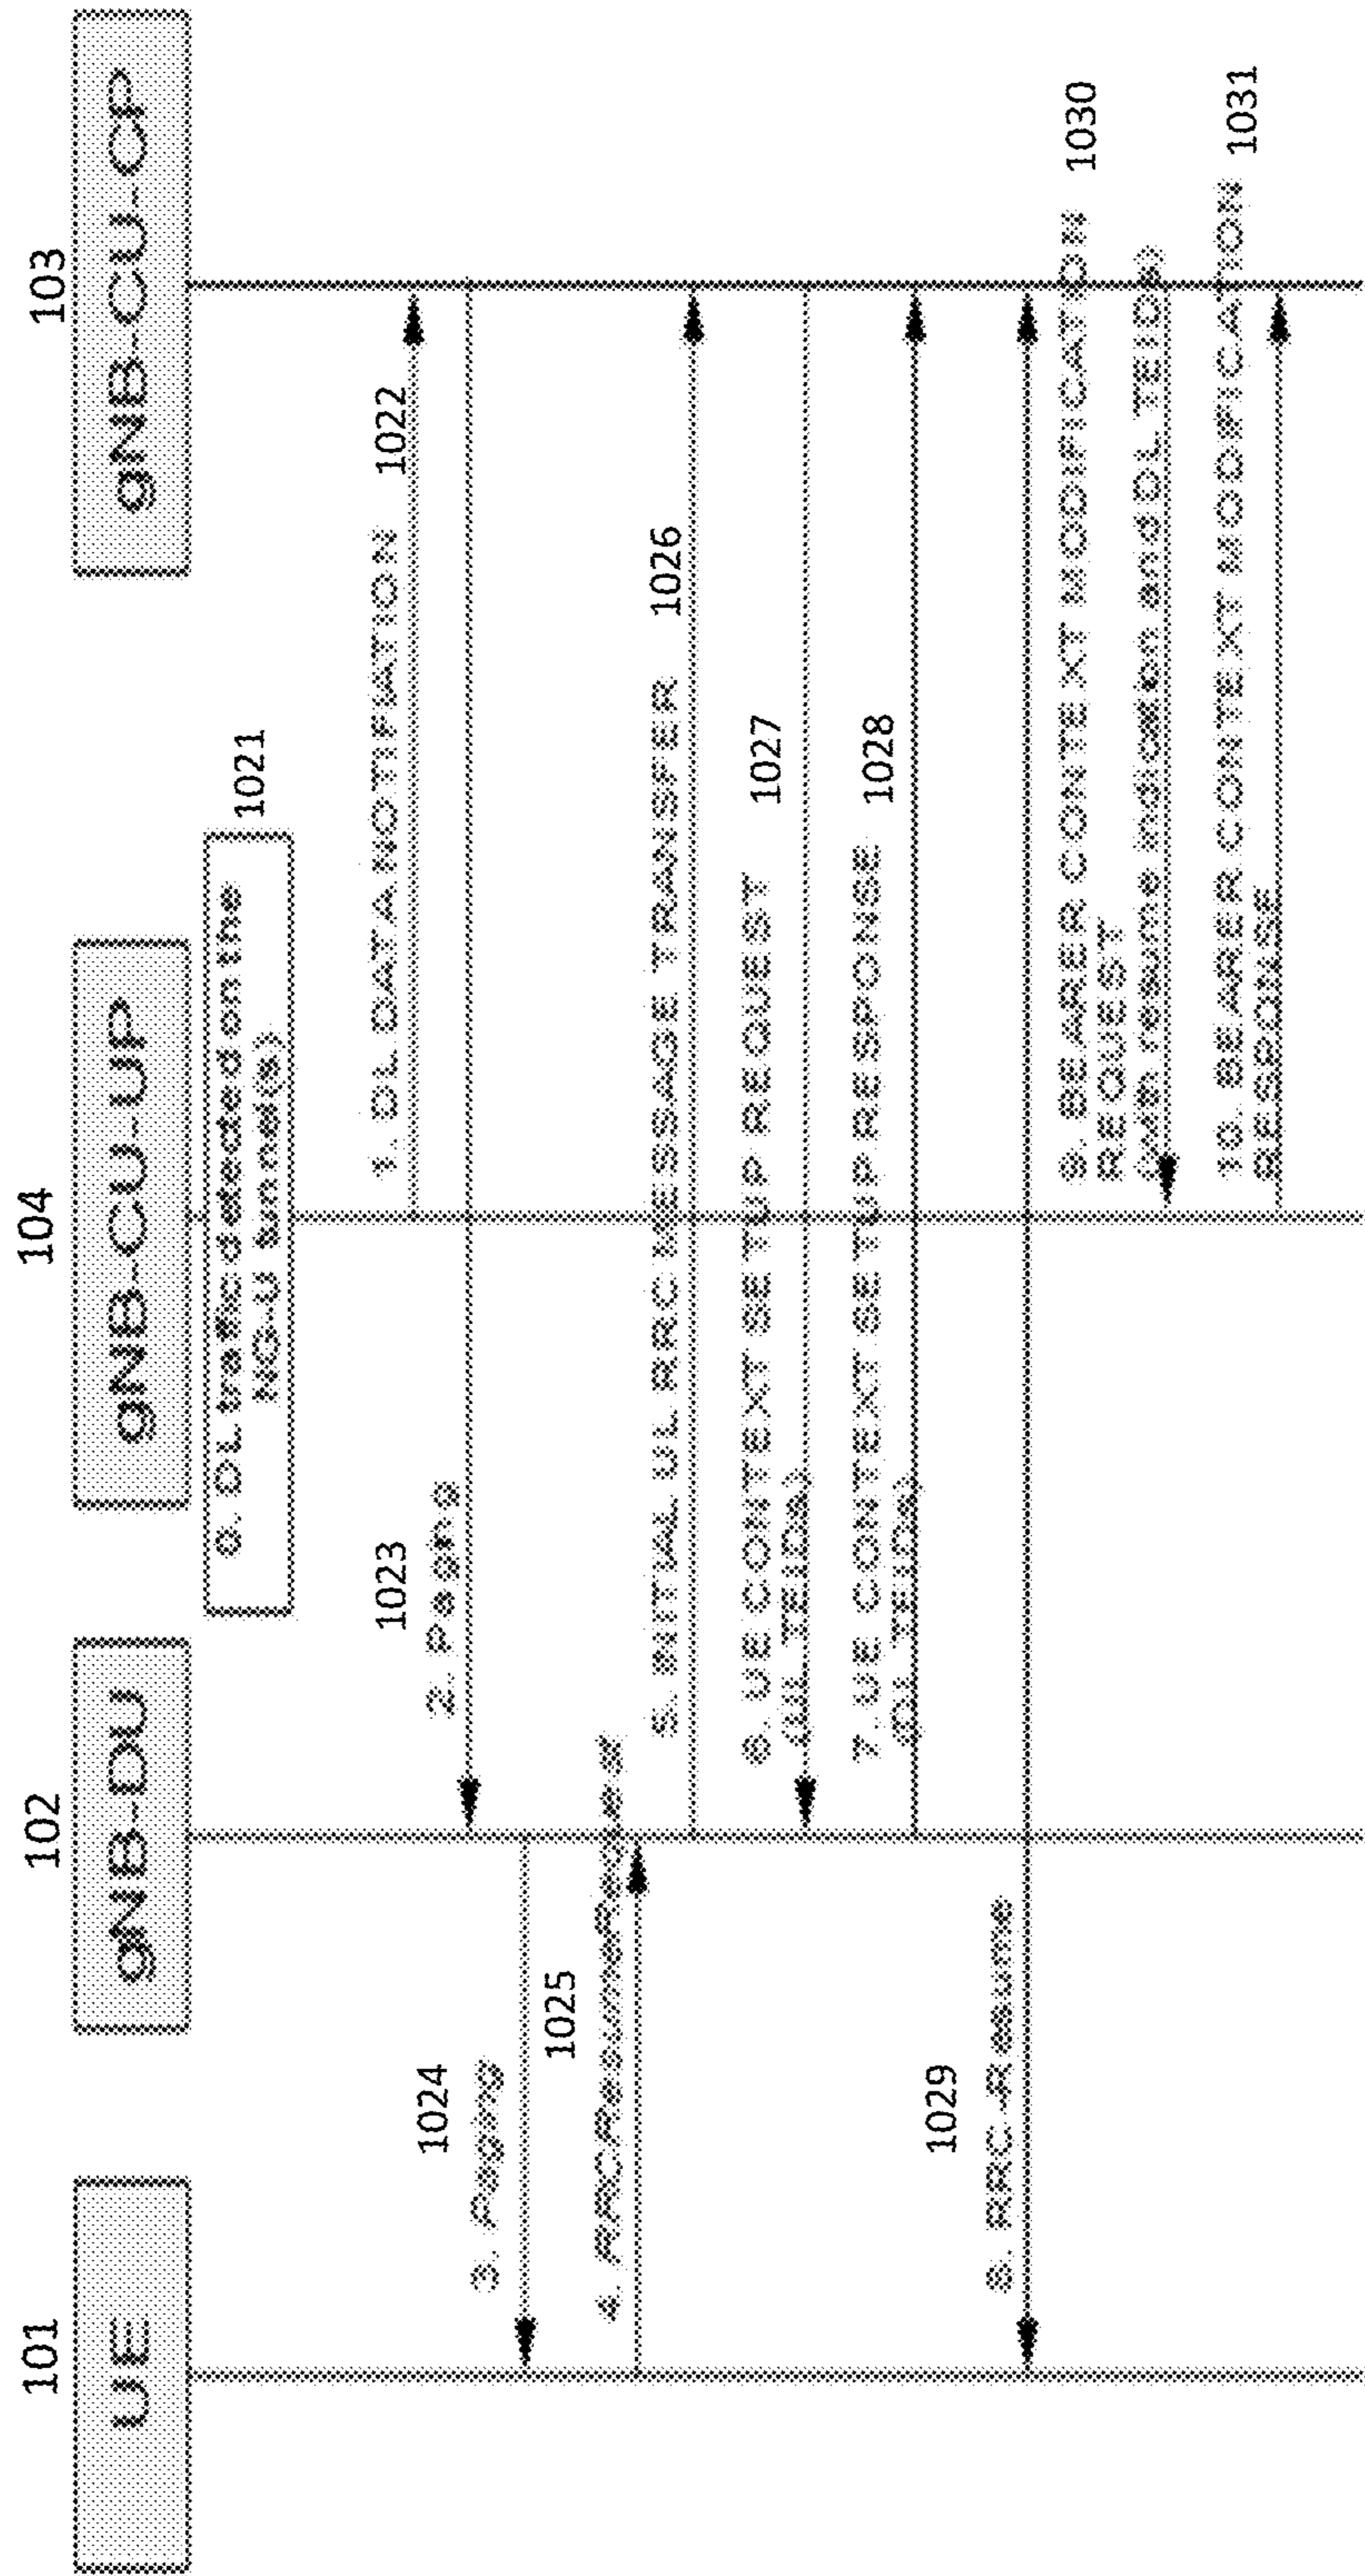 101
UE
102
gNB-DU
104
gNB-CU-UP
103
gNB-CU-CP
0. DL traffic deteded on the
NG-U tunnel(s)
1021
1. DL DATA NOTIFIATION
1022
1023
2. Paging
1024
3. Paging
1025
4. RRCResumeRequest
5. INITIAL UL RRC MESSAGE TRANSFER
1026
6. UE CONTEXT SETUP REQUEST
(UL TEIDs)
1027
7. UE CONTEXT SETUP RESPONSE
(DL TEIDs)
1028
1029
8. RRC-Resume
9. BEARER CONTEXT MODIFICATION
REQUEST
(with resume indication and DL TEIDs)
1030
10. BEARER CONTEXT MODIFICATION
RESPONSE
1031